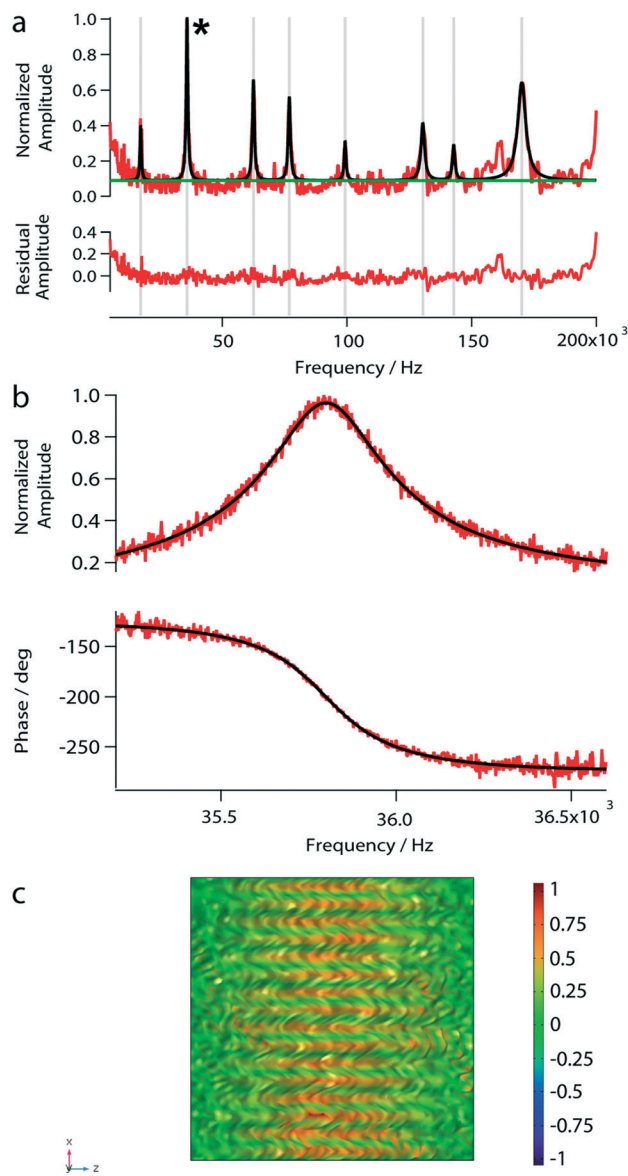 a
*
Normalized
Amplitude
1.0
0.8
0.6
0.4
0.2
0.0
Residual
Amplitude
0.4
0.2
0.0
50
100
150
200x10 3
Frequency / Hz
b
Normalized
Amplitude
1.0
0.8
0.6
0.4
0.2
Phase / deg
-150
-200
-250
35.5
36.0
36.5x10 3
Frequency / Hz
c
1
0.75
0.5
0.25
0
-0.25
-0.5
-0.75
-1
x
y
z